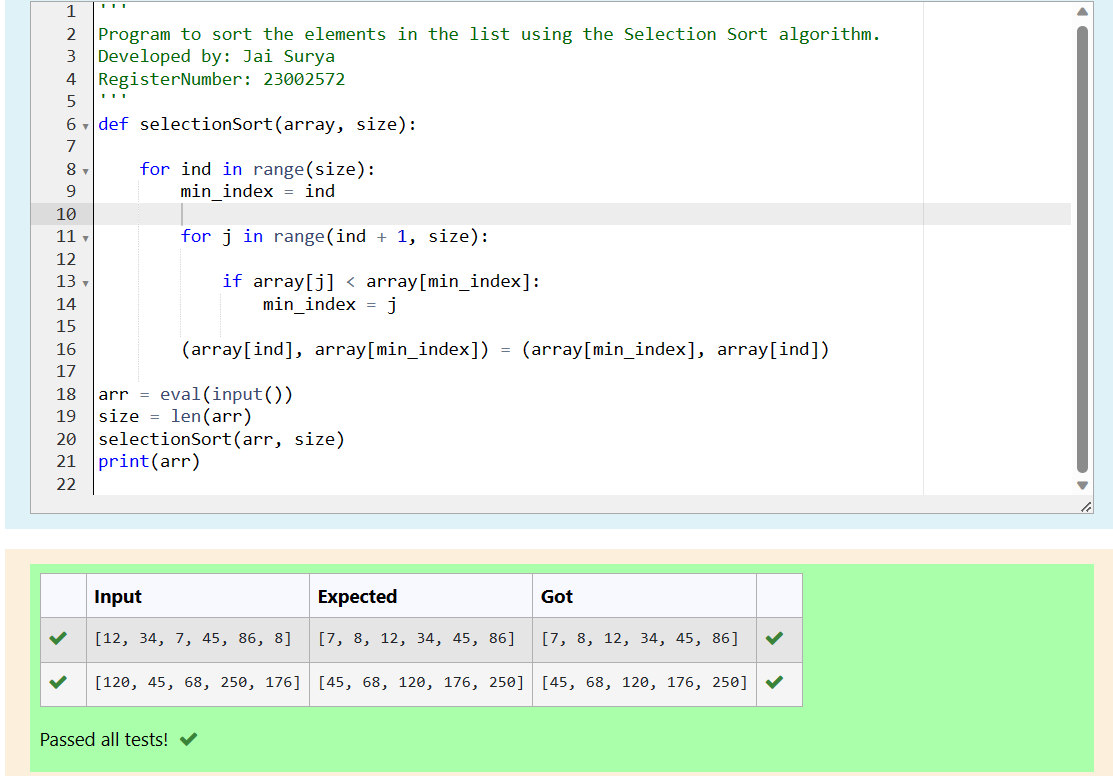 1 '''
2 Program to sort the elements in the list using the Selection Sort algorithm.
3 Developed by: Jai Surya
4 RegisterNumber: 23002572
5 '''
6 def selectionSort(array, size):
7
8     for ind in range(size):
9         min_index = ind
10
11         for j in range(ind + 1, size):
12
13             if array[j] < array[min_index]:
14                 min_index = j
15
16         (array[ind], array[min_index]) = (array[min_index], array[ind])
17
18 arr = eval(input())
19 size = len(arr)
20 selectionSort(arr, size)
21 print(arr)
22
Input Expected Got
[12, 34, 7, 45, 86, 8] [7, 8, 12, 34, 45, 86] [7, 8, 12, 34, 45, 86]
[120, 45, 68, 250, 176] [45, 68, 120, 176, 250] [45, 68, 120, 176, 250]
Passed all tests!